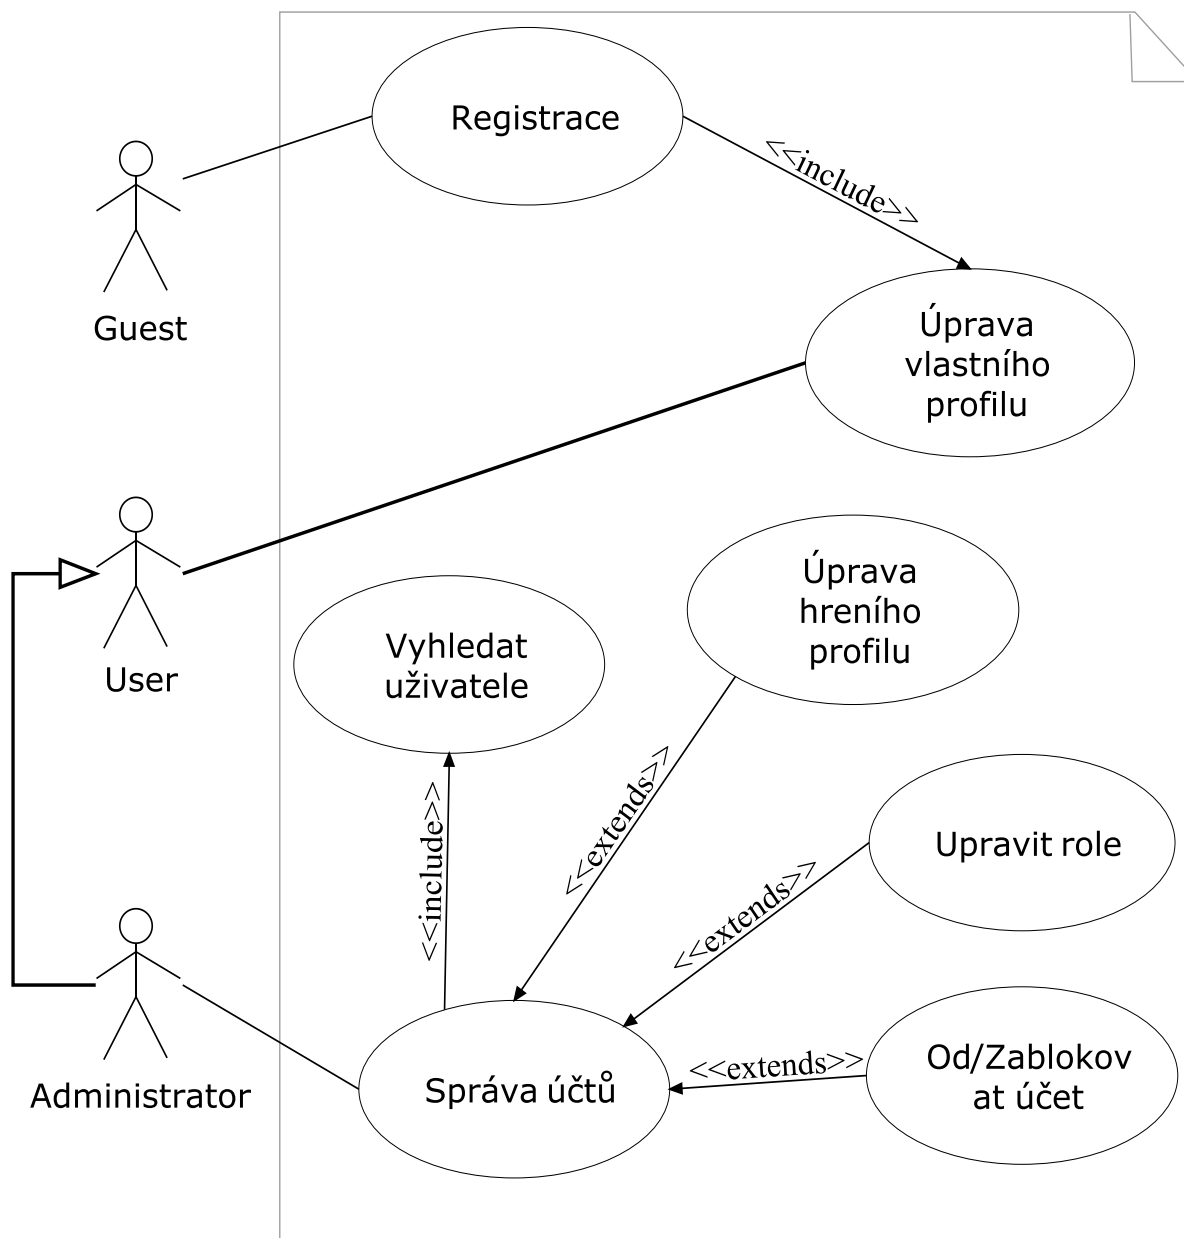 Registrace
<<include>>
Guest
Úprava
vlastního
profilu
User
Vyhledat
uživatele
Úprava
hreního
profilu
<<include>>
<<extends>>
Upravit role
<<extends>>
Administrator
Správa účtů
<<extends>>
Od/Zablokov
at účet